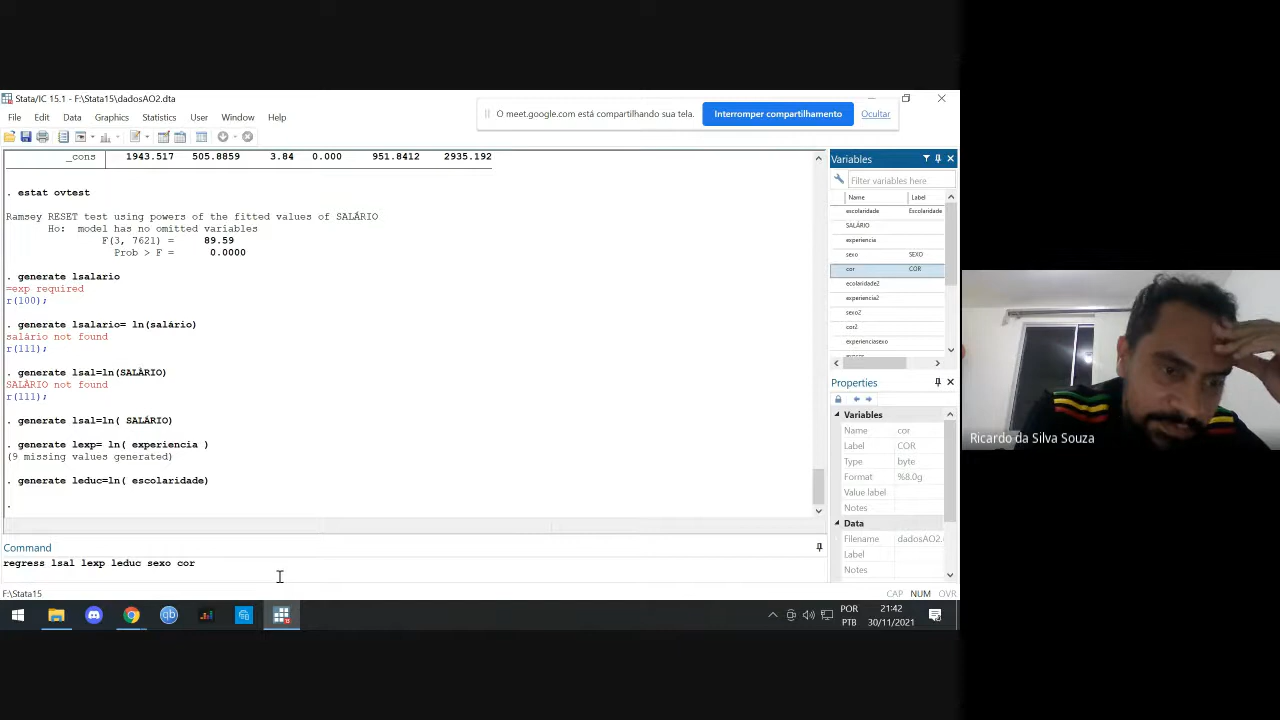 Stata/IC 15.1 - F:\Stata15\dadosAO2.dta
O meet.google.com está compartilhando sua tela. Interromper compartilhamento Ocultar
File Edit Data Graphics Statistics User Window Help
_cons 1943.517 505.8859 3.84 0.000 951.8412 2935.192
. estat ovtest
Ramsey RESET test using powers of the fitted values of SALÁRIO
Ho: model has no omitted variables
F(3, 7621) = 89.59
Prob > F = 0.0000
. generate lsalario
=exp required
r(100);
. generate lsalario= ln(salário)
salário not found
r(111);
. generate lsal=ln(SALÁRIO)
SALÁRIO not found
r(111);
. generate lsal=ln( SALÁRIO)
. generate lexp= ln( experiencia )
(9 missing values generated)
. generate leduc=ln( escolaridade)
.
Command
regress lsal lexp leduc sexo cor
F:\Stata15
CAP NUM OVR
Variables
Filter variables here
Name Label
escolaridade Escolaridade
SALÁRIO
experiencia
sexo SEXO
cor COR
ecolaridade2
experiencia2
sexo2
cor2
experienciasexo
Properties
Variables
Name cor
Label COR
Type byte
Format %8.0g
Value label
Notes
Data
Filename dadosAO2.
Label
Notes
POR
PTB
21:42
30/11/2021
Ricardo da Silva Souza